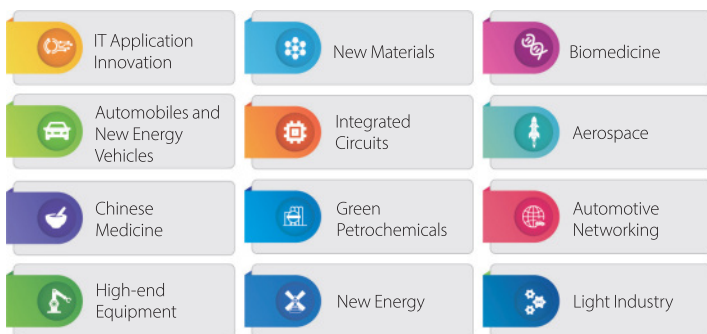 IT Application
Innovation
New Materials
Biomedicine
Automobiles and
New Energy
Vehicles
Integrated
Circuits
Aerospace
Chinese
Medicine
Green
Petrochemicals
Automotive
Networking
High-end
Equipment
New Energy
Light Industry